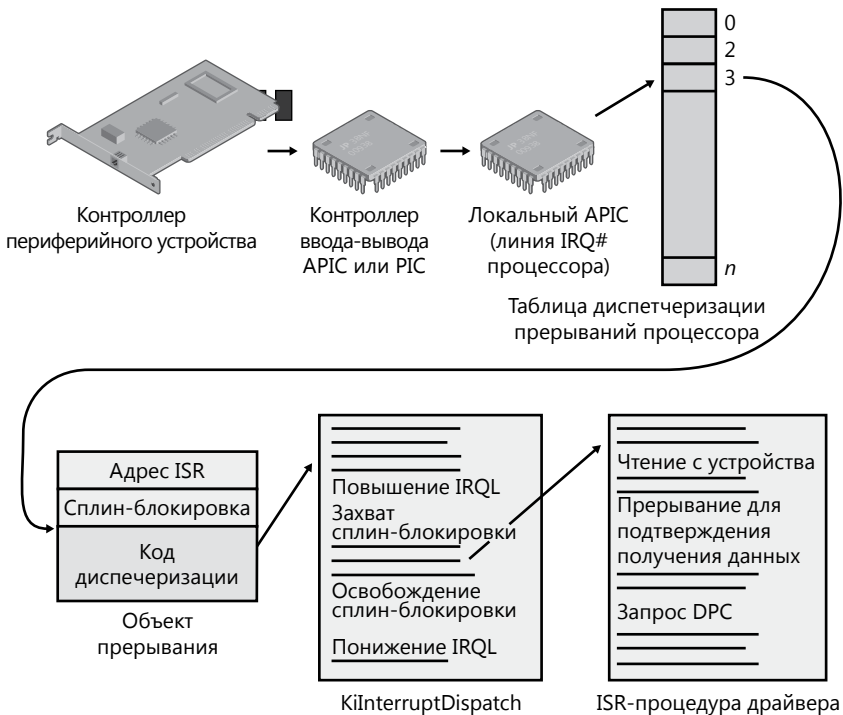 0
2
3
n
Контроллер
периферийного устройства
Контроллер
ввода-вывода
APIC или PIC
Локальный APIC
(линия IRQ#
процессора)
Таблица диспетчеризации
прерываний процессора
Адрес ISR
Сплин-блокировка
Код
диспечеризации
Объект
прерывания
Повышение IRQL
Захват
сплин-блокировки
Освобождение
сплин-блокировки
Понижение IRQL
KiInterruptDispatch
Чтение с устройства
Прерывание для
подтверждения
получения данных
Запрос DPC
ISR-процедура драйвера